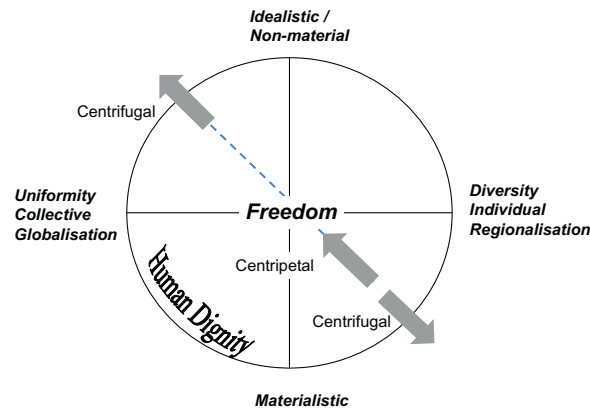 Idealistic /
Non-material
Centrifugal
Uniformity
Collective
Globalisation
Freedom
Diversity
Individual
Regionalisation
Centripetal
Human Dignity
Centrifugal
Materialistic